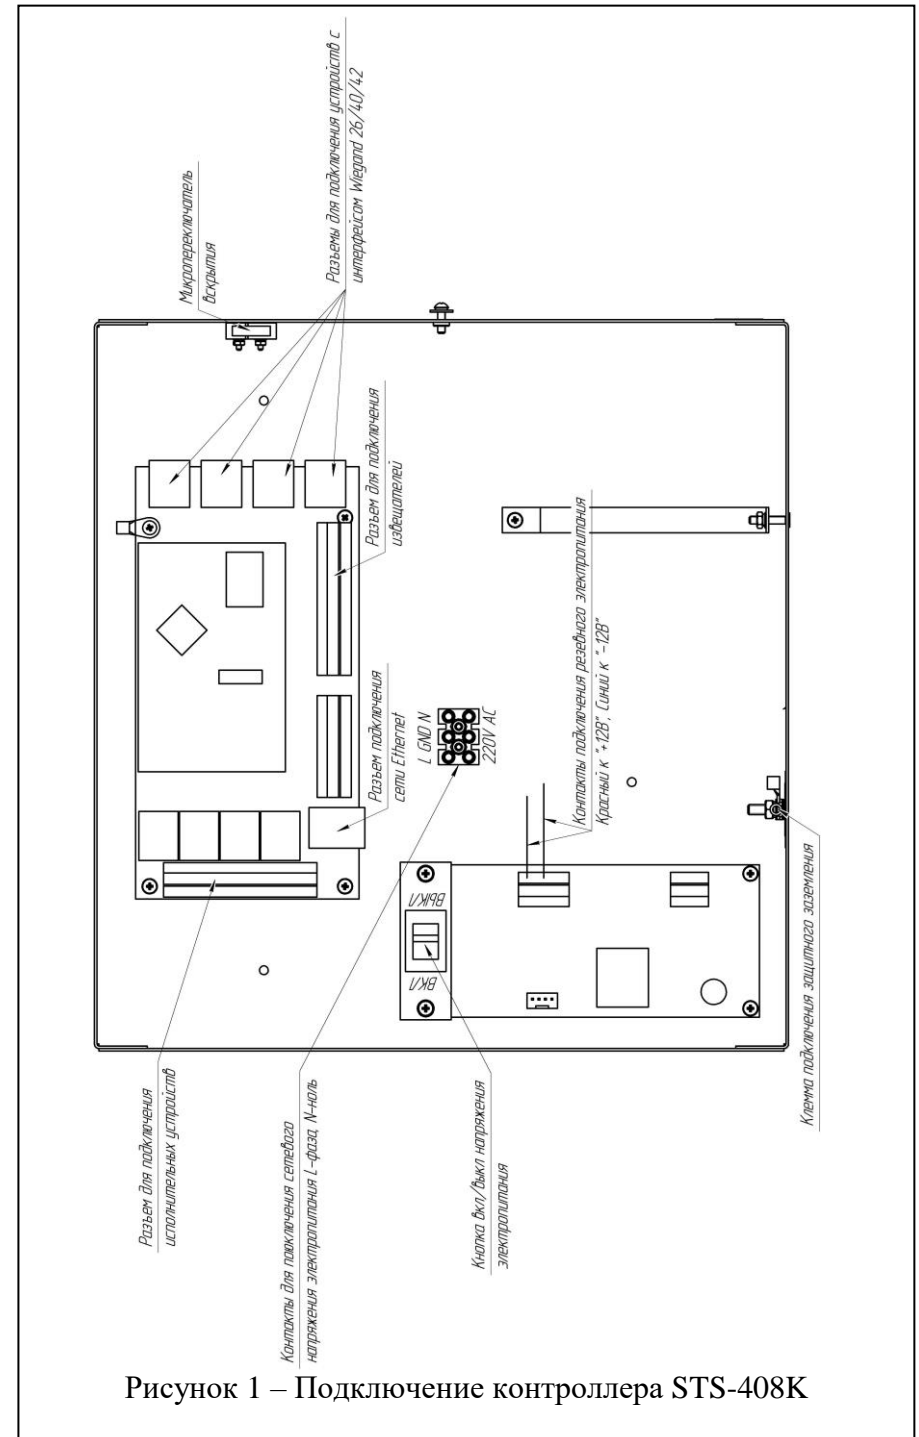 Микропереключатель
вскрытия
Разъемы для подключения устройств с
интерфейсом Wiegand 26/40/42
Разъем для подключения
извещателей
Разъем подключения
сети Ethernet
L GND N
220V AC
Контакты подключения резевного электропитания
Красный к "+12В", Синий к "-12В"
ВЫКЛ
ВКЛ
Клемма подключения защитного заземления
Разъем для подключения
исполнительных устройств
Контакты для поключения сетевого
напряжения электропитания L-фаза, N-ноль
Кнопка вкл/выкл напряжения
электропитания
Рисунок 1 – Подключение контроллера STS-408K